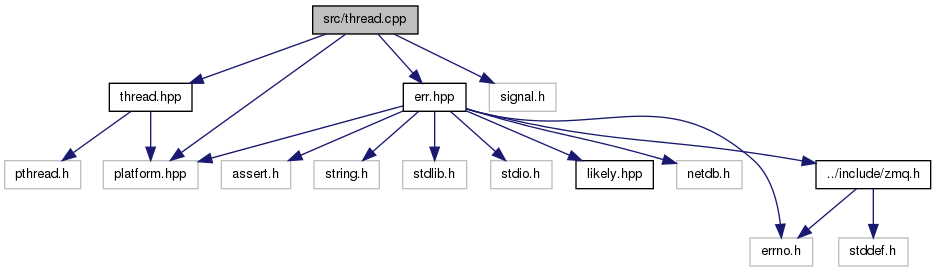 src/thread.cpp
thread.hpp
err.hpp
signal.h
pthread.h
platform.hpp
assert.h
string.h
stdlib.h
stdio.h
likely.hpp
netdb.h
../include/zmq.h
errno.h
stddef.h